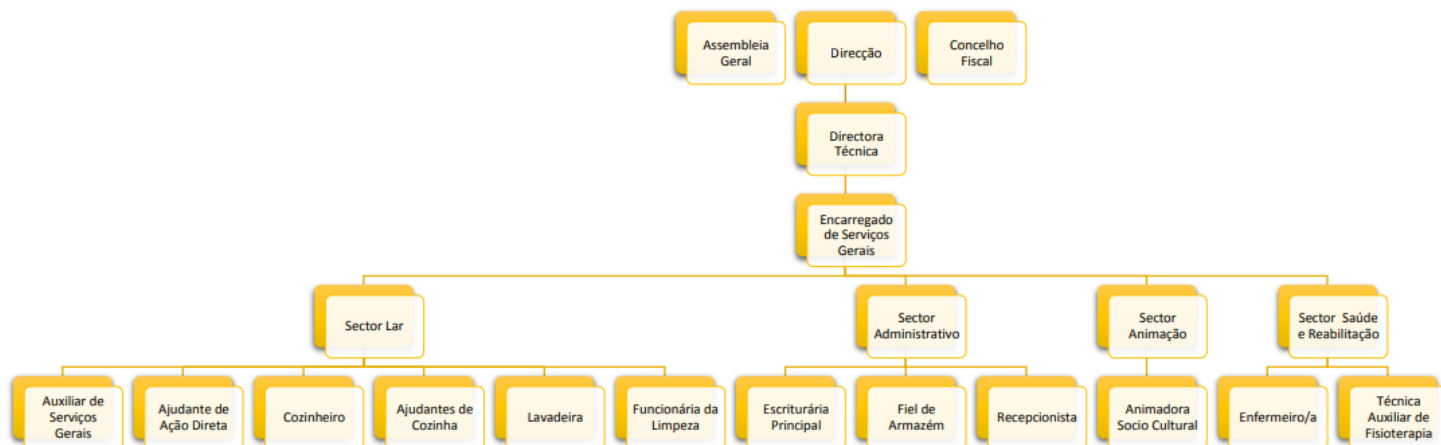 Assembleia
Geral
Direcção
Concelho
Fiscal
Directora
Técnica
Encarregado
de Serviços
Gerais
Sector Lar
Sector
Administrativo
Sector
Animação
Sector Saúde
e Reabilitação
Auxiliar de
Serviços
Gerais
Ajudante de
Ação Direta
Cozinheiro
Ajudantes de
Cozinha
Lavadeira
Funcionária da
Limpeza
Escriturária
Principal
Fiel de
Armazém
Recepcionista
Animadora
Socio Cultural
Enfermeiro/a
Técnica
Auxiliar de
Fisioterapia